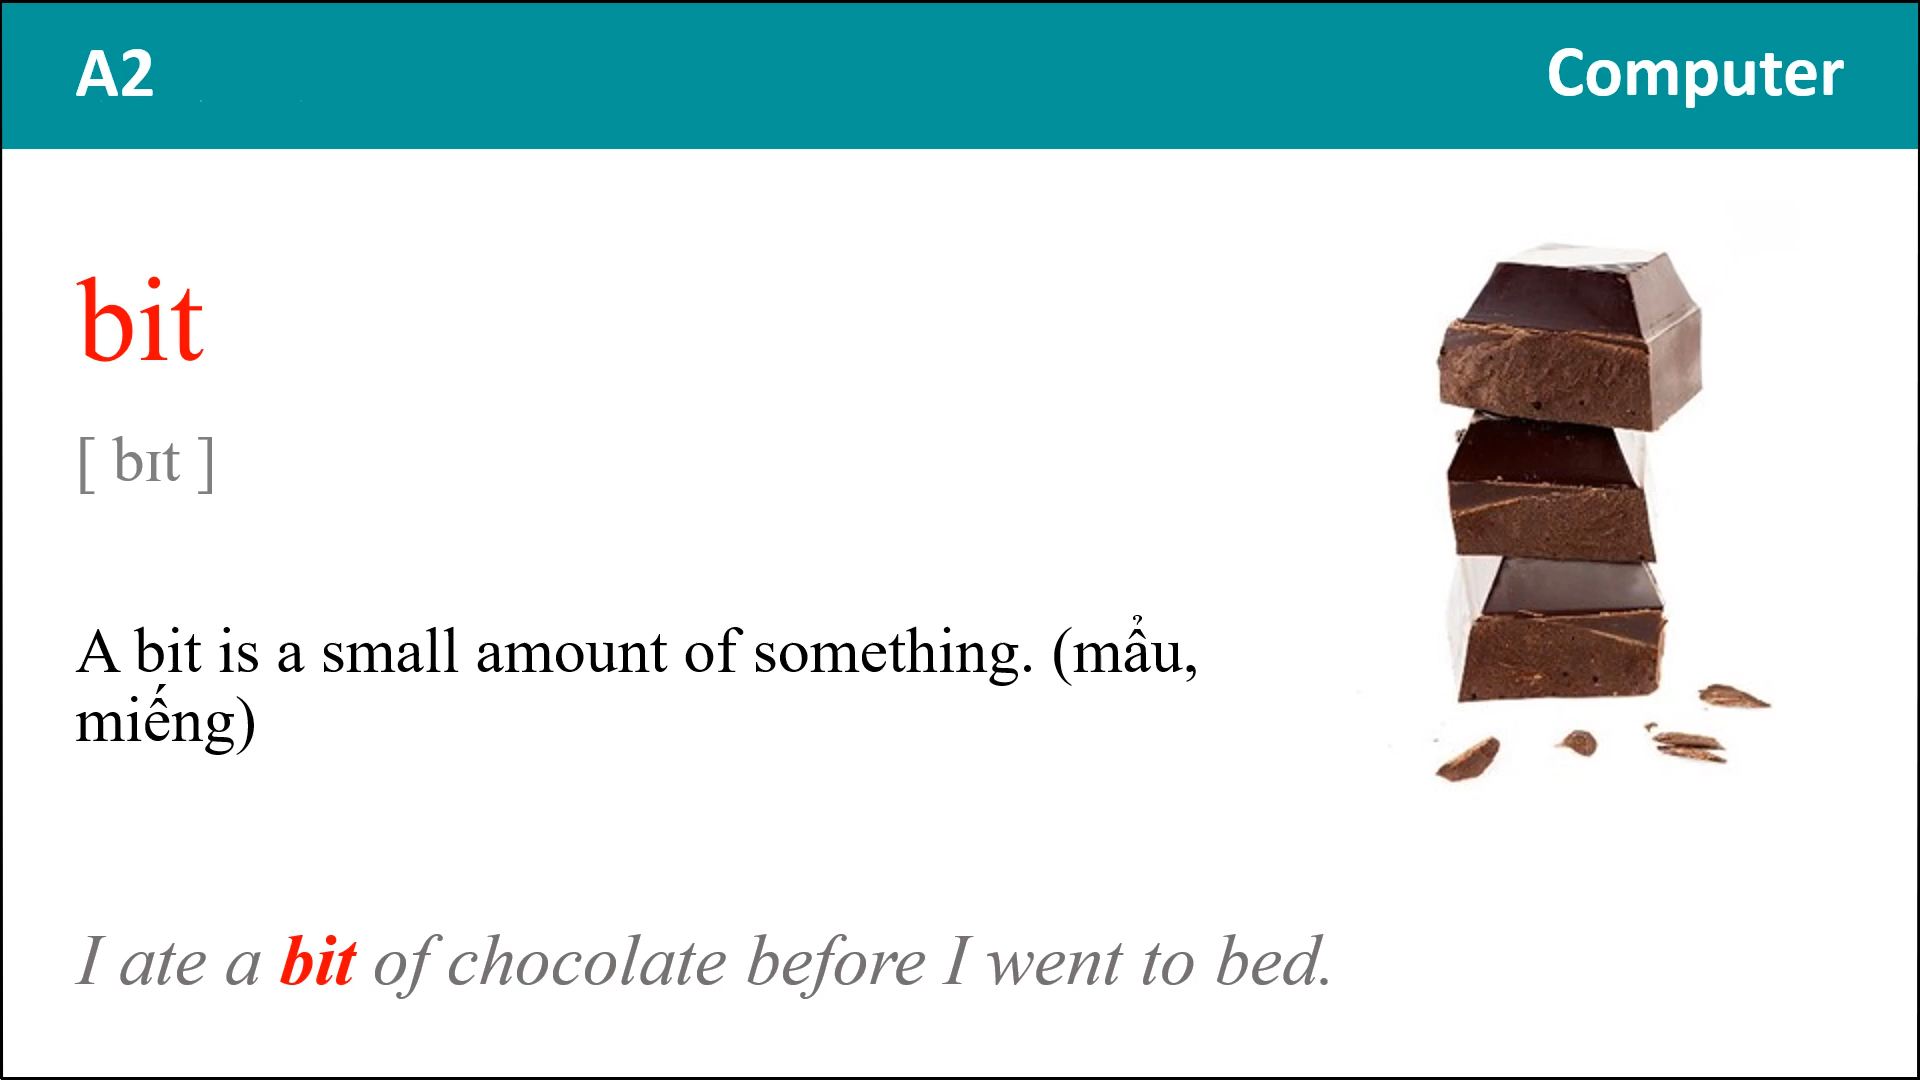 A2
Computer
bit
[ bɪt ]
A bit is a small amount of something. (mẩu,
miếng)
I ate a bit of chocolate before I went to bed.